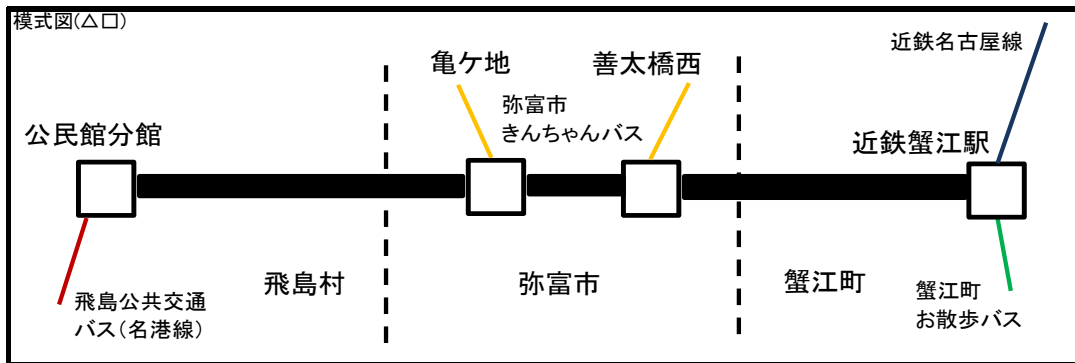 模式図(△□)
近鉄名古屋線
亀ケ地
善太橋西
弥富市
きんちゃんバス
公民館分館
近鉄蟹江駅
飛島村
弥富市
蟹江町
飛島公共交通
バス(名港線)
蟹江町
お散歩バス